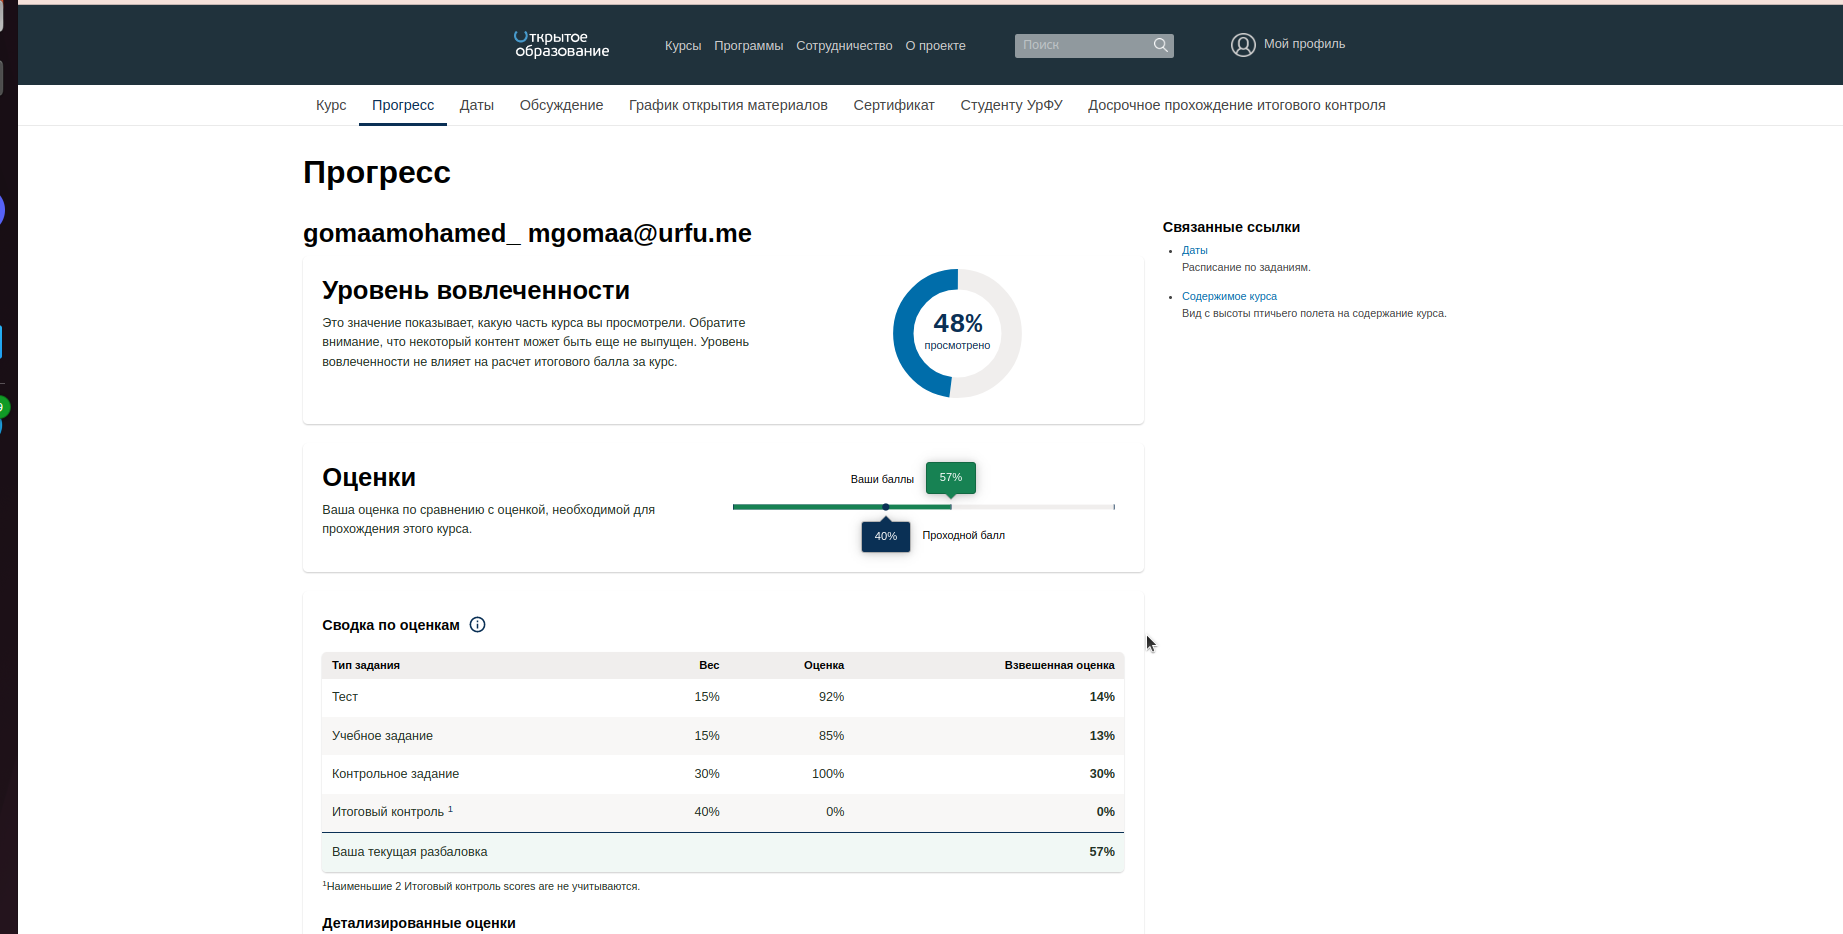 Открытое
образование
Курсы Программы Сотрудничество О проекте
Поиск
Мой профиль
Курс Прогресс Даты Обсуждение График открытия материалов Сертификат Студенту УрФУ Досрочное прохождение итогового контроля
Прогресс
gomaamohamed_ mgomaa@urfu.me
Уровень вовлеченности
Это значение показывает, какую часть курса вы просмотрели. Обратите
внимание, что некоторый контент может быть еще не выпущен. Уровень
вовлеченности не влияет на расчет итогового балла за курс.
48%
просмотрено
Связанные ссылки
Даты
Расписание по заданиям.
Содержимое курса
Вид с высоты птичьего полета на содержание курса.
Оценки
Ваша оценка по сравнению с оценкой, необходимой для
прохождения этого курса.
Ваши баллы 57%
40% Проходной балл
Сводка по оценкам
Тип задания Вес Оценка Взвешенная оценка
Тест 15% 92% 14%
Учебное задание 15% 85% 13%
Контрольное задание 30% 100% 30%
Итоговый контроль 1 40% 0% 0%
Ваша текущая разбаловка 57%
1Наименьшие 2 Итоговый контроль scores are не учитываются.
Детализированные оценки